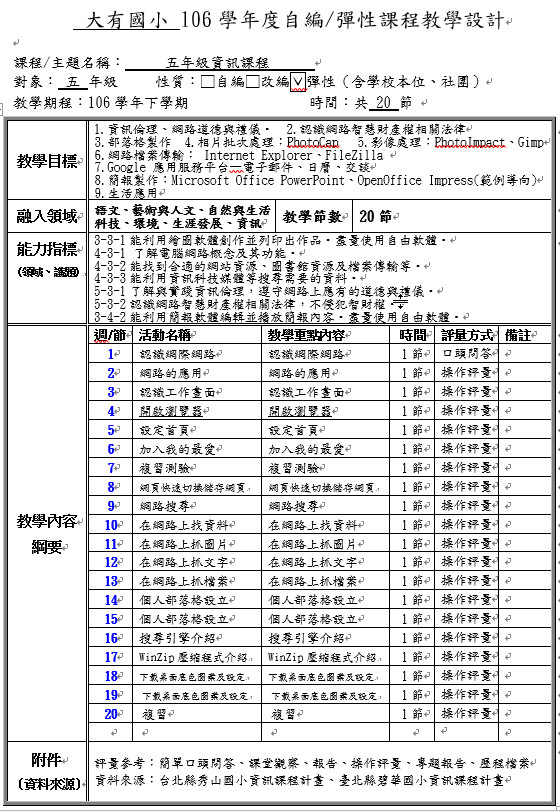 大有國小 106學年度自編/彈性課程教學設計
課程/主題名稱： 五年級資訊課程
對象： 五 年級 性質：□自編□改編☑彈性（含學校本位、社團）
教學期程：106學年下學期 時間：共 20 節
教學目標
1.資訊倫理、網路道德與禮儀。 2.認識網路智慧財產權相關法律
3.部落格製作 4.相片批次處理：PhotoCap 5.影像處理：PhotoImpact、Gimp
6.網路檔案傳輸： Internet Explorer、FileZilla
7.Google 應用服務平台—電子郵件、日曆、交談
8.簡報製作：Microsoft Office PowerPoint、OpenOffice Impress(範例導向)
9.生活應用
融入領域
語文、藝術與人文、自然與生活
科技、環境、生涯發展、資訊
教學節數 20 節
能力指標
(領域、議題)
3-3-1能利用繪圖軟體創作並列印出作品。盡量使用自由軟體。
4-3-1 了解電腦網路概念及其功能。
4-3-2能找到合適的網站資源、圖書館資源及檔案傳輸等。
4-3-3能利用資訊科技媒體等搜尋需要的資料。
5-3-1了解與實踐資訊倫理，遵守網路上應有的道德與禮儀。
5-3-2認識網路智慧財產權相關法律，不侵犯智財權。
3-4-2能利用簡報軟體編輯並播放簡報內容。盡量使用自由軟體。
教學內容
綱要
週/節 活動名稱 教學重點內容 時間 評量方式 備註
1 認識網際網路 認識網際網路 1 節 口頭問答
2 網路的應用 網路的應用 1 節 操作評量
3 認識工作畫面 認識工作畫面 1 節 操作評量
4 開啟瀏覽器 開啟瀏覽器 1 節 操作評量
5 設定首頁 設定首頁 1 節 操作評量
6 加入我的最愛 加入我的最愛 1 節 操作評量
7 複習測驗 複習測驗 1 節 操作評量
8 網頁快速切換儲存網頁 網頁快速切換儲存網頁 1 節 操作評量
9 網路搜尋 網路搜尋 1 節 操作評量
10 在網路上找資料 在網路上找資料 1 節 操作評量
11 在網路上抓圖片 在網路上抓圖片 1 節 操作評量
12 在網路上抓文字 在網路上抓文字 1 節 操作評量
13 在網路上抓檔案 在網路上抓檔案 1 節 操作評量
14 個人部落格設立 個人部落格設立 1 節 操作評量
15 個人部落格設立 個人部落格設立 1 節 操作評量
16 搜尋引擎介紹 搜尋引擎介紹 1 節 操作評量
17 WinZip壓縮程式介紹 WinZip壓縮程式介紹 1 節 操作評量
18 下載桌面底色圖案及設定 下載桌面底色圖案及設定 1 節 操作評量
19 下載桌面底色圖案及設定 下載桌面底色圖案及設定 1 節 操作評量
20 複習 複習 1 節 操作評量
附件
(資料來源)
評量參考：簡單口頭問答、課堂觀察、報告、操作評量、專題報告、歷程檔案
資料來源：台北縣秀山國小資訊課程計畫、臺北縣碧華國小資訊課程計畫